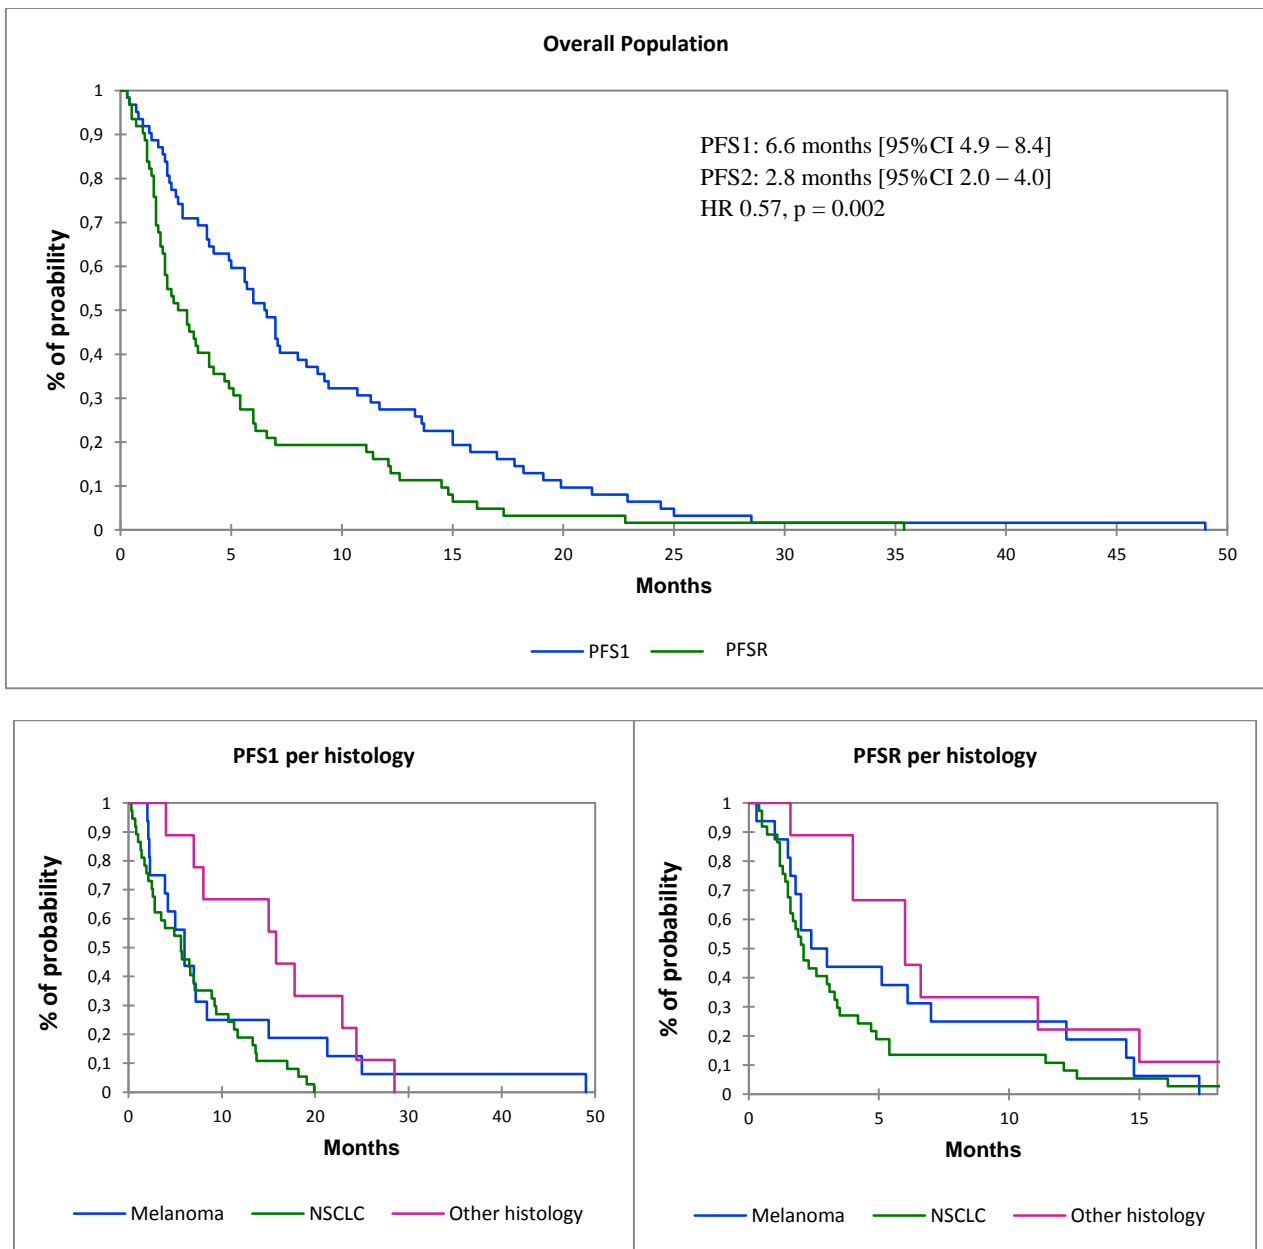 Overall Population
1
0,9
0,8
0,7
0,6
0,5
0,4
0,3
0,2
0,1
0
% of proability
PFS1: 6.6 months [95%CI 4.9 – 8.4]
PFS2: 2.8 months [95%CI 2.0 – 4.0]
HR 0.57, p = 0.002
0 5 10 15 20 25 30 35 40 45 50
Months
PFS1 PFSR
PFS1 per histology
1
0,9
0,8
0,7
0,6
0,5
0,4
0,3
0,2
0,1
0
% of probability
0 10 20 30 40 50
Months
Melanoma NSCLC Other histology
PFSR per histology
1
0,9
0,8
0,7
0,6
0,5
0,4
0,3
0,2
0,1
0
% of probability
0 5 10 15
Months
Melanoma NSCLC Other histology